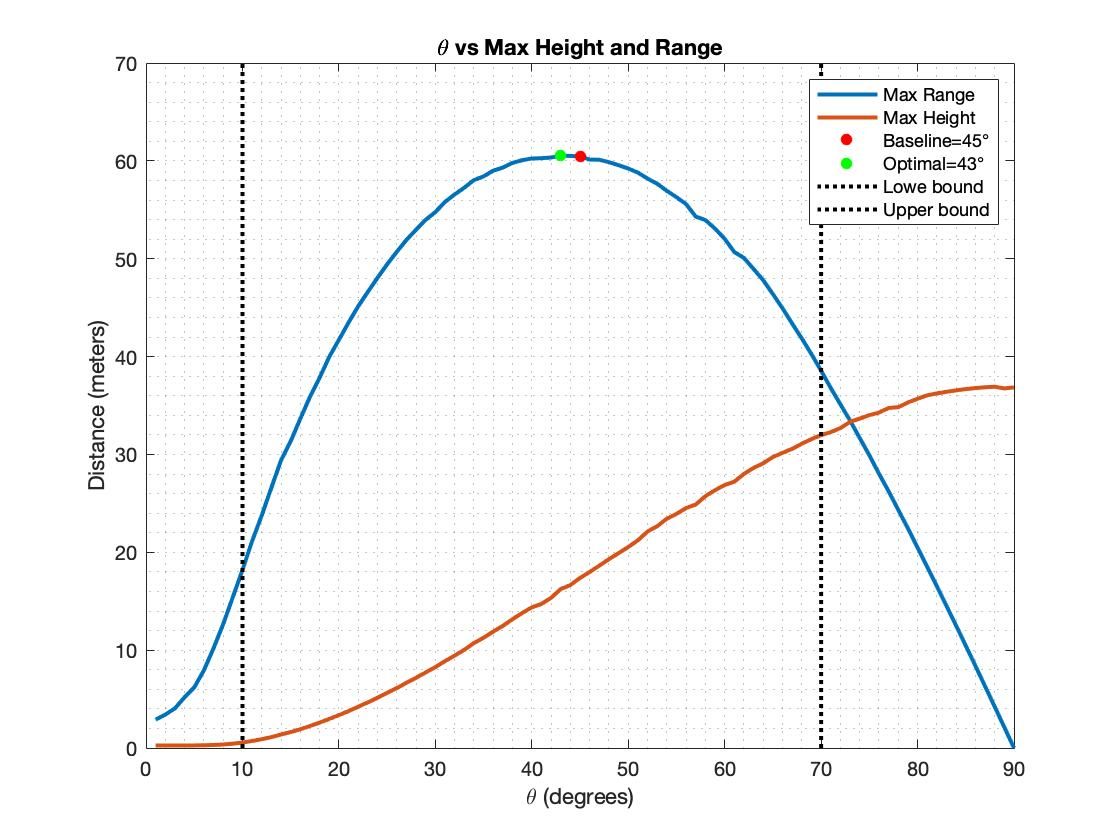 θ vs Max Height and Range
70
60
50
40
30
20
10
0
Distance (meters)
Max Range
Max Height
Baseline=45°
Optimal=43°
Lowe bound
Upper bound
0 10 20 30 40 50 60 70 80 90
θ (degrees)